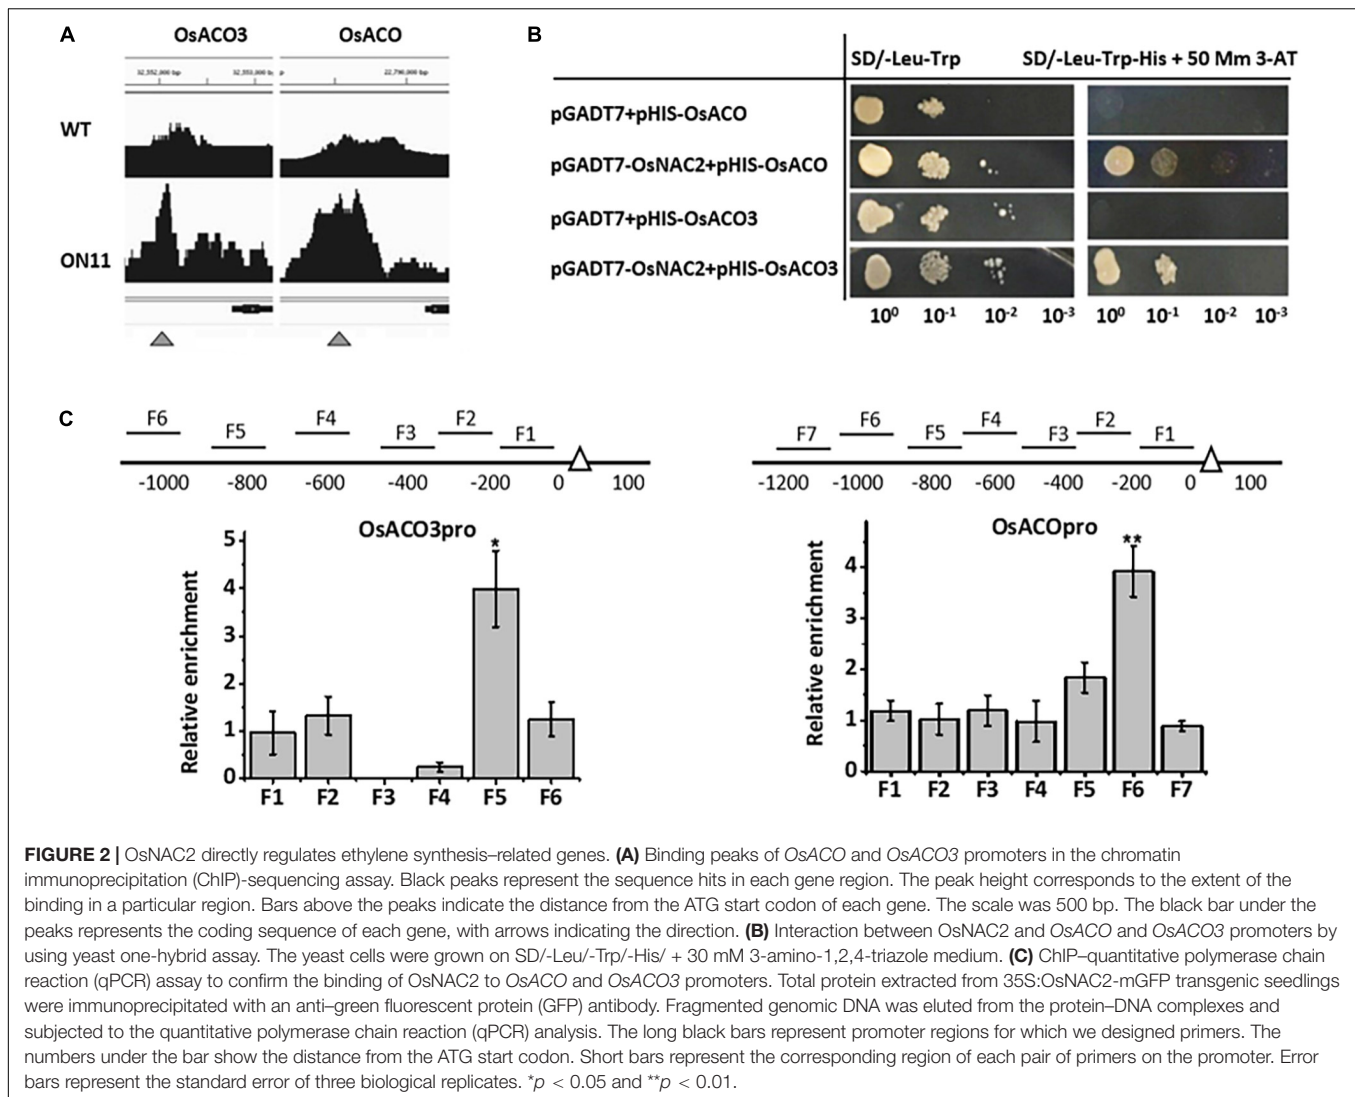 A
OsACO3
OsACO
32,552,000 bp
32,553,000 b
p
22,796,000 bp
WT
ON11
B
SD/-Leu-Trp
SD/-Leu-Trp-His + 50 Mm 3-AT
pGADT7+pHIS-OsACO
pGADT7-OsNAC2+pHIS-OsACO
pGADT7+pHIS-OsACO3
pGADT7-OsNAC2+pHIS-OsACO3
10⁰ 10⁻¹ 10⁻² 10⁻³ 10⁰ 10⁻¹ 10⁻² 10⁻³
C
F6 F5 F4 F3 F2 F1
-1000 -800 -600 -400 -200 0 100
F7 F6 F5 F4 F3 F2 F1
-1200 -1000 -800 -600 -400 -200 0 100
OsACO3pro
Relative enrichment
5
4
3
2
1
0
*
F1 F2 F3 F4 F5 F6
OsACOpro
Relative enrichment
4
3
2
1
0
**
F1 F2 F3 F4 F5 F6 F7
FIGURE 2 | OsNAC2 directly regulates ethylene synthesis–related genes. (A) Binding peaks of OsACO and OsACO3 promoters in the chromatin
immunoprecipitation (ChIP)-sequencing assay. Black peaks represent the sequence hits in each gene region. The peak height corresponds to the extent of the
binding in a particular region. Bars above the peaks indicate the distance from the ATG start codon of each gene. The scale was 500 bp. The black bar under the
peaks represents the coding sequence of each gene, with arrows indicating the direction. (B) Interaction between OsNAC2 and OsACO and OsACO3 promoters by
using yeast one-hybrid assay. The yeast cells were grown on SD/-Leu/-Trp/-His/ + 30 mM 3-amino-1,2,4-triazole medium. (C) ChIP–quantitative polymerase chain
reaction (qPCR) assay to confirm the binding of OsNAC2 to OsACO and OsACO3 promoters. Total protein extracted from 35S:OsNAC2-mGFP transgenic seedlings
were immunoprecipitated with an anti–green fluorescent protein (GFP) antibody. Fragmented genomic DNA was eluted from the protein–DNA complexes and
subjected to the quantitative polymerase chain reaction (qPCR) analysis. The long black bars represent promoter regions for which we designed primers. The
numbers under the bar show the distance from the ATG start codon. Short bars represent the corresponding region of each pair of primers on the promoter. Error
bars represent the standard error of three biological replicates. *p < 0.05 and **p < 0.01.